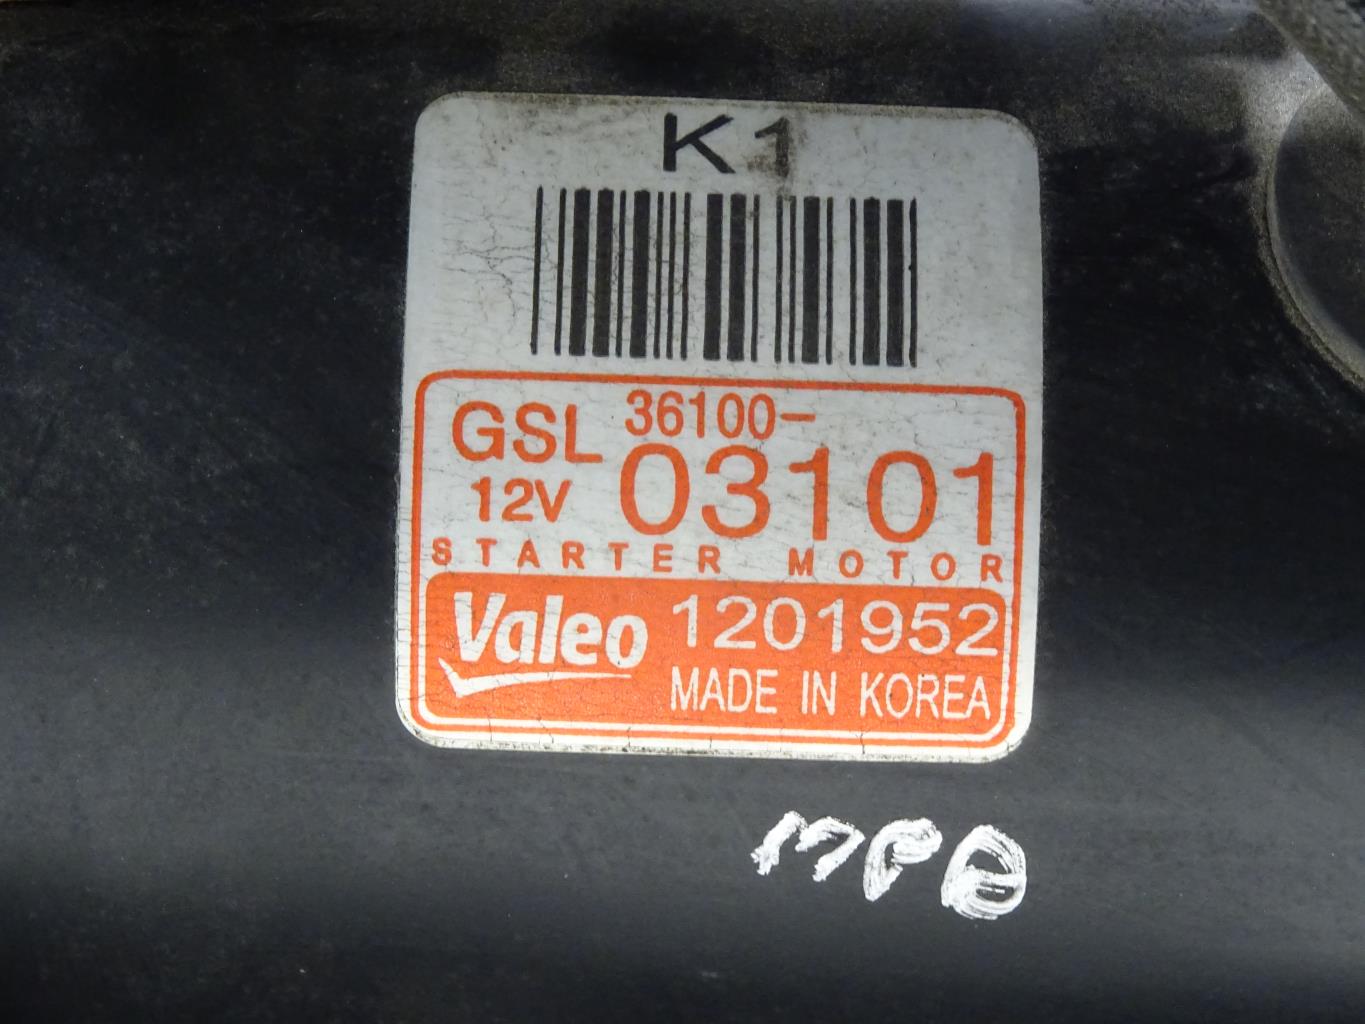 K1
GSL 36100-
12V 03101
STARTER MOTOR
Valeo 1201952
MADE IN KOREA